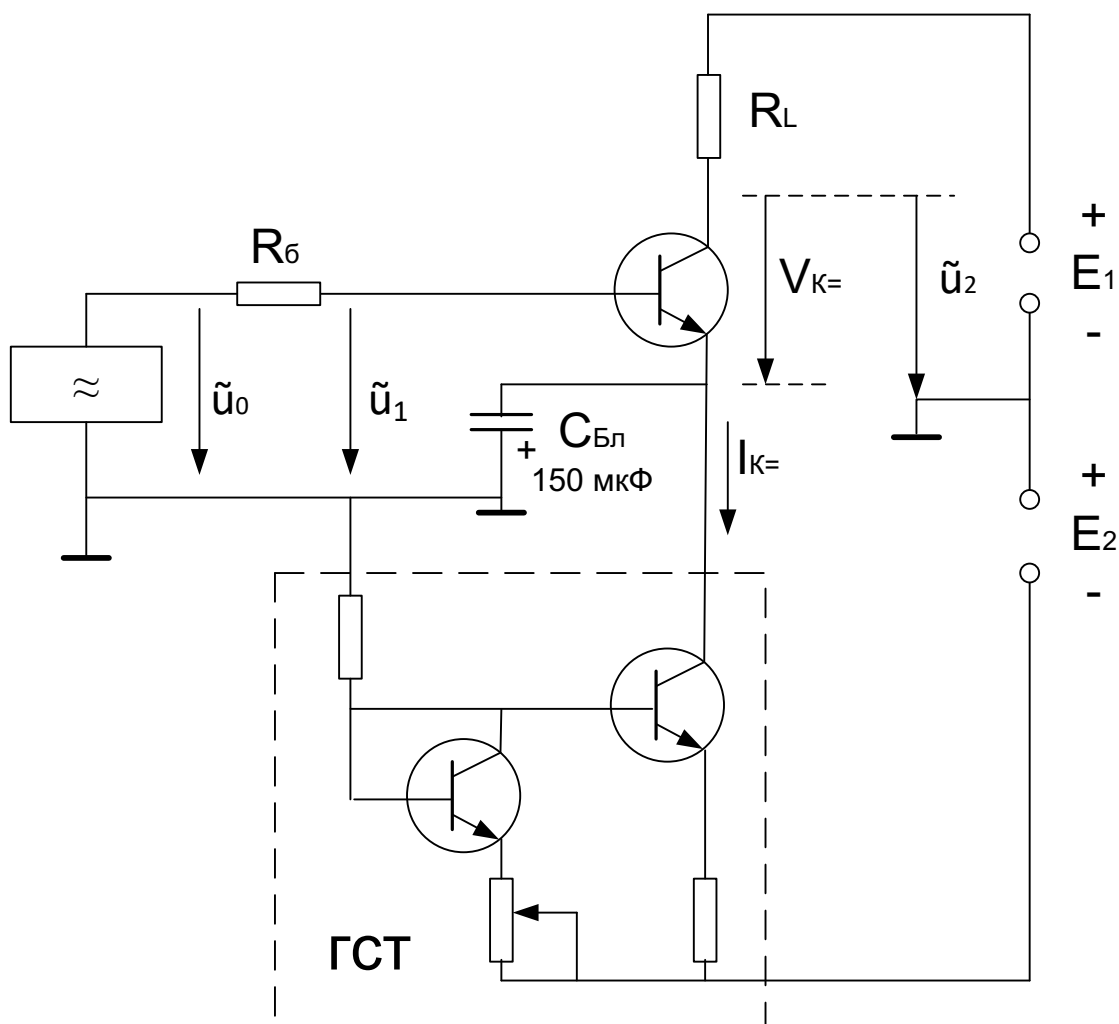 RL
+
E1
-
Rб
VК=
ũ2
≈
ũ0
ũ1
CБл
+
150 мкФ
IК=
+
E2
-
ГСТ